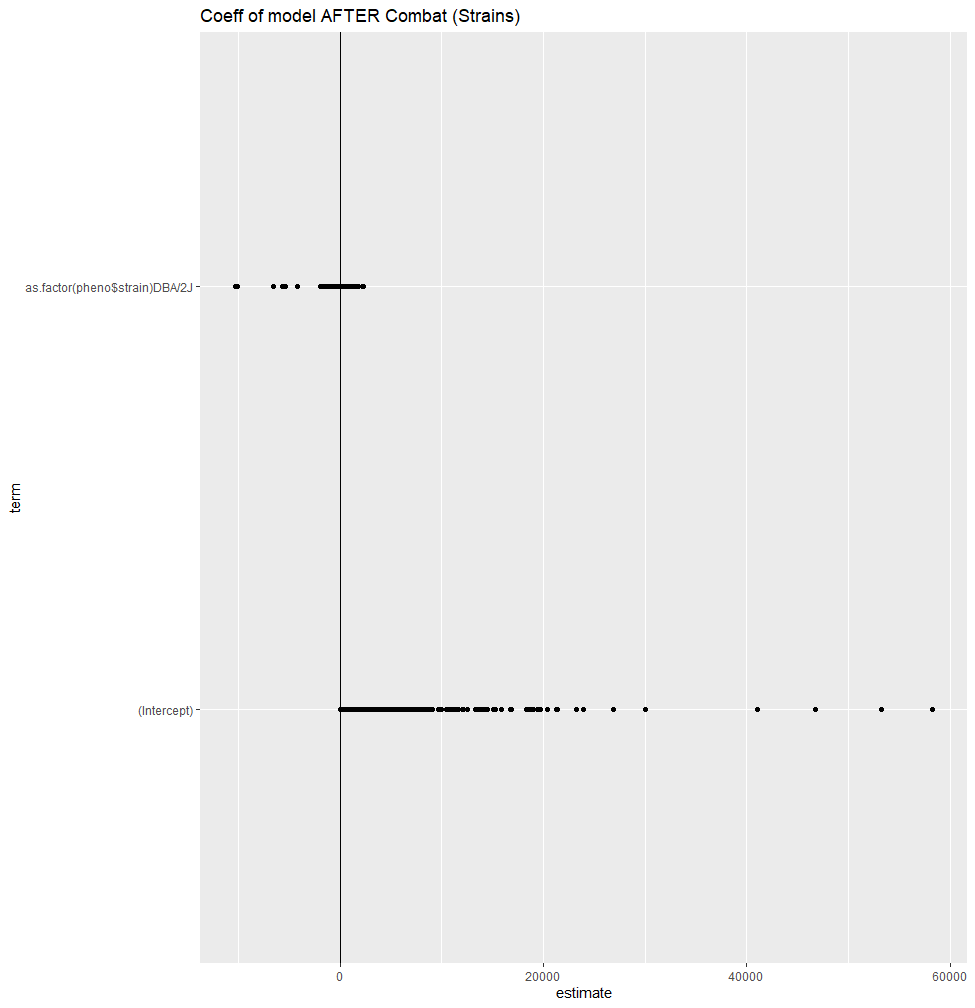 Coeff of model AFTER Combat (Strains)
as.factor(pheno$strain)DBA/2J
term
(Intercept)
0
20000
40000
60000
estimate